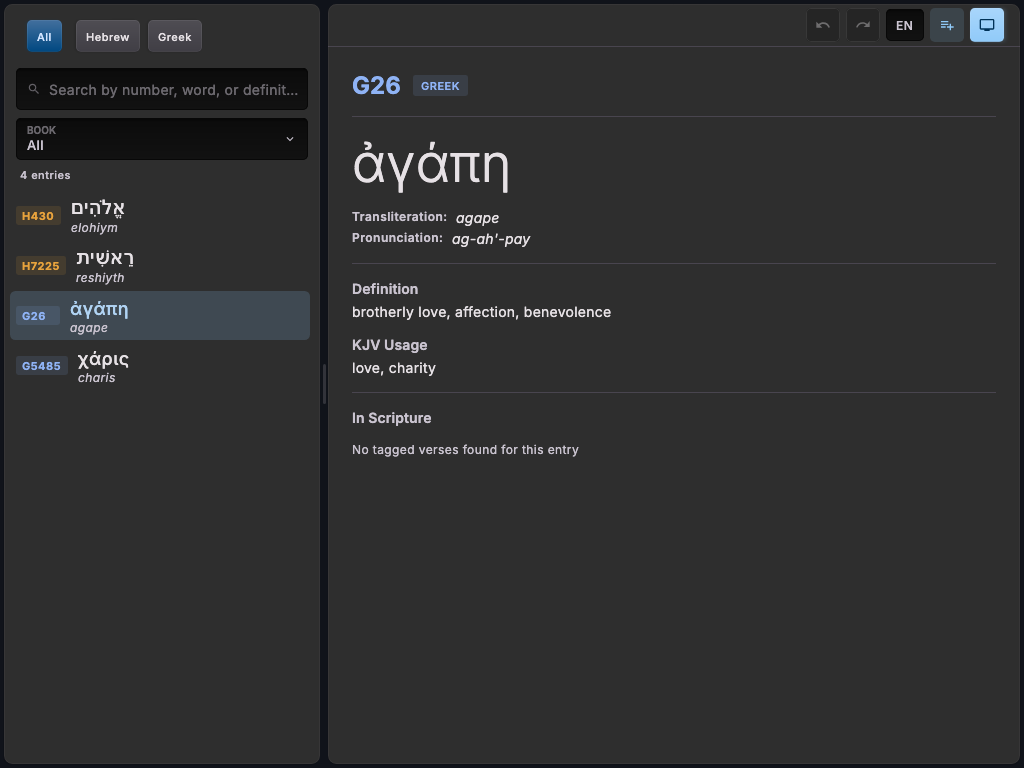 All
Hebrew
Greek
Search by number, word, or definit...
BOOK
All
4 entries
H430
אֱלֹהִים
elohiym
H7225
רֵאשִׁית
reshiyth
G26
ἀγάπη
agape
G5485
χάρις
charis
EN
G26
GREEK
ἀγάπη
Transliteration: agape
Pronunciation: ag-ah'-pay
Definition
brotherly love, affection, benevolence
KJV Usage
love, charity
In Scripture
No tagged verses found for this entry